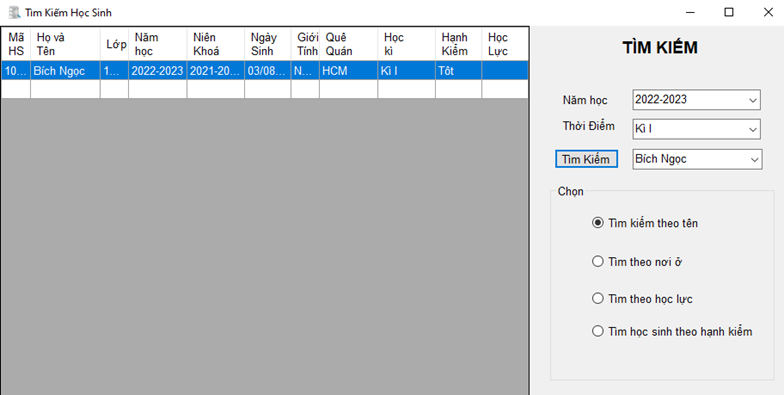 Tìm Kiếm Học Sinh
Mã HS Họ và Tên Lớp Năm học Niên Khoá Ngày Sinh Giới Tính Quê Quán Học kì Hạnh Kiểm Học Lực
10... Bích Ngọc 1... 2022-2023 2021-20... 03/08... N... HCM Kì I Tốt
TÌM KIẾM
Năm học 2022-2023
Thời Điểm Kì I
Tìm Kiếm Bích Ngọc
Chọn
Tìm kiếm theo tên
Tìm theo nơi ở
Tìm theo học lực
Tìm học sinh theo hạnh kiểm